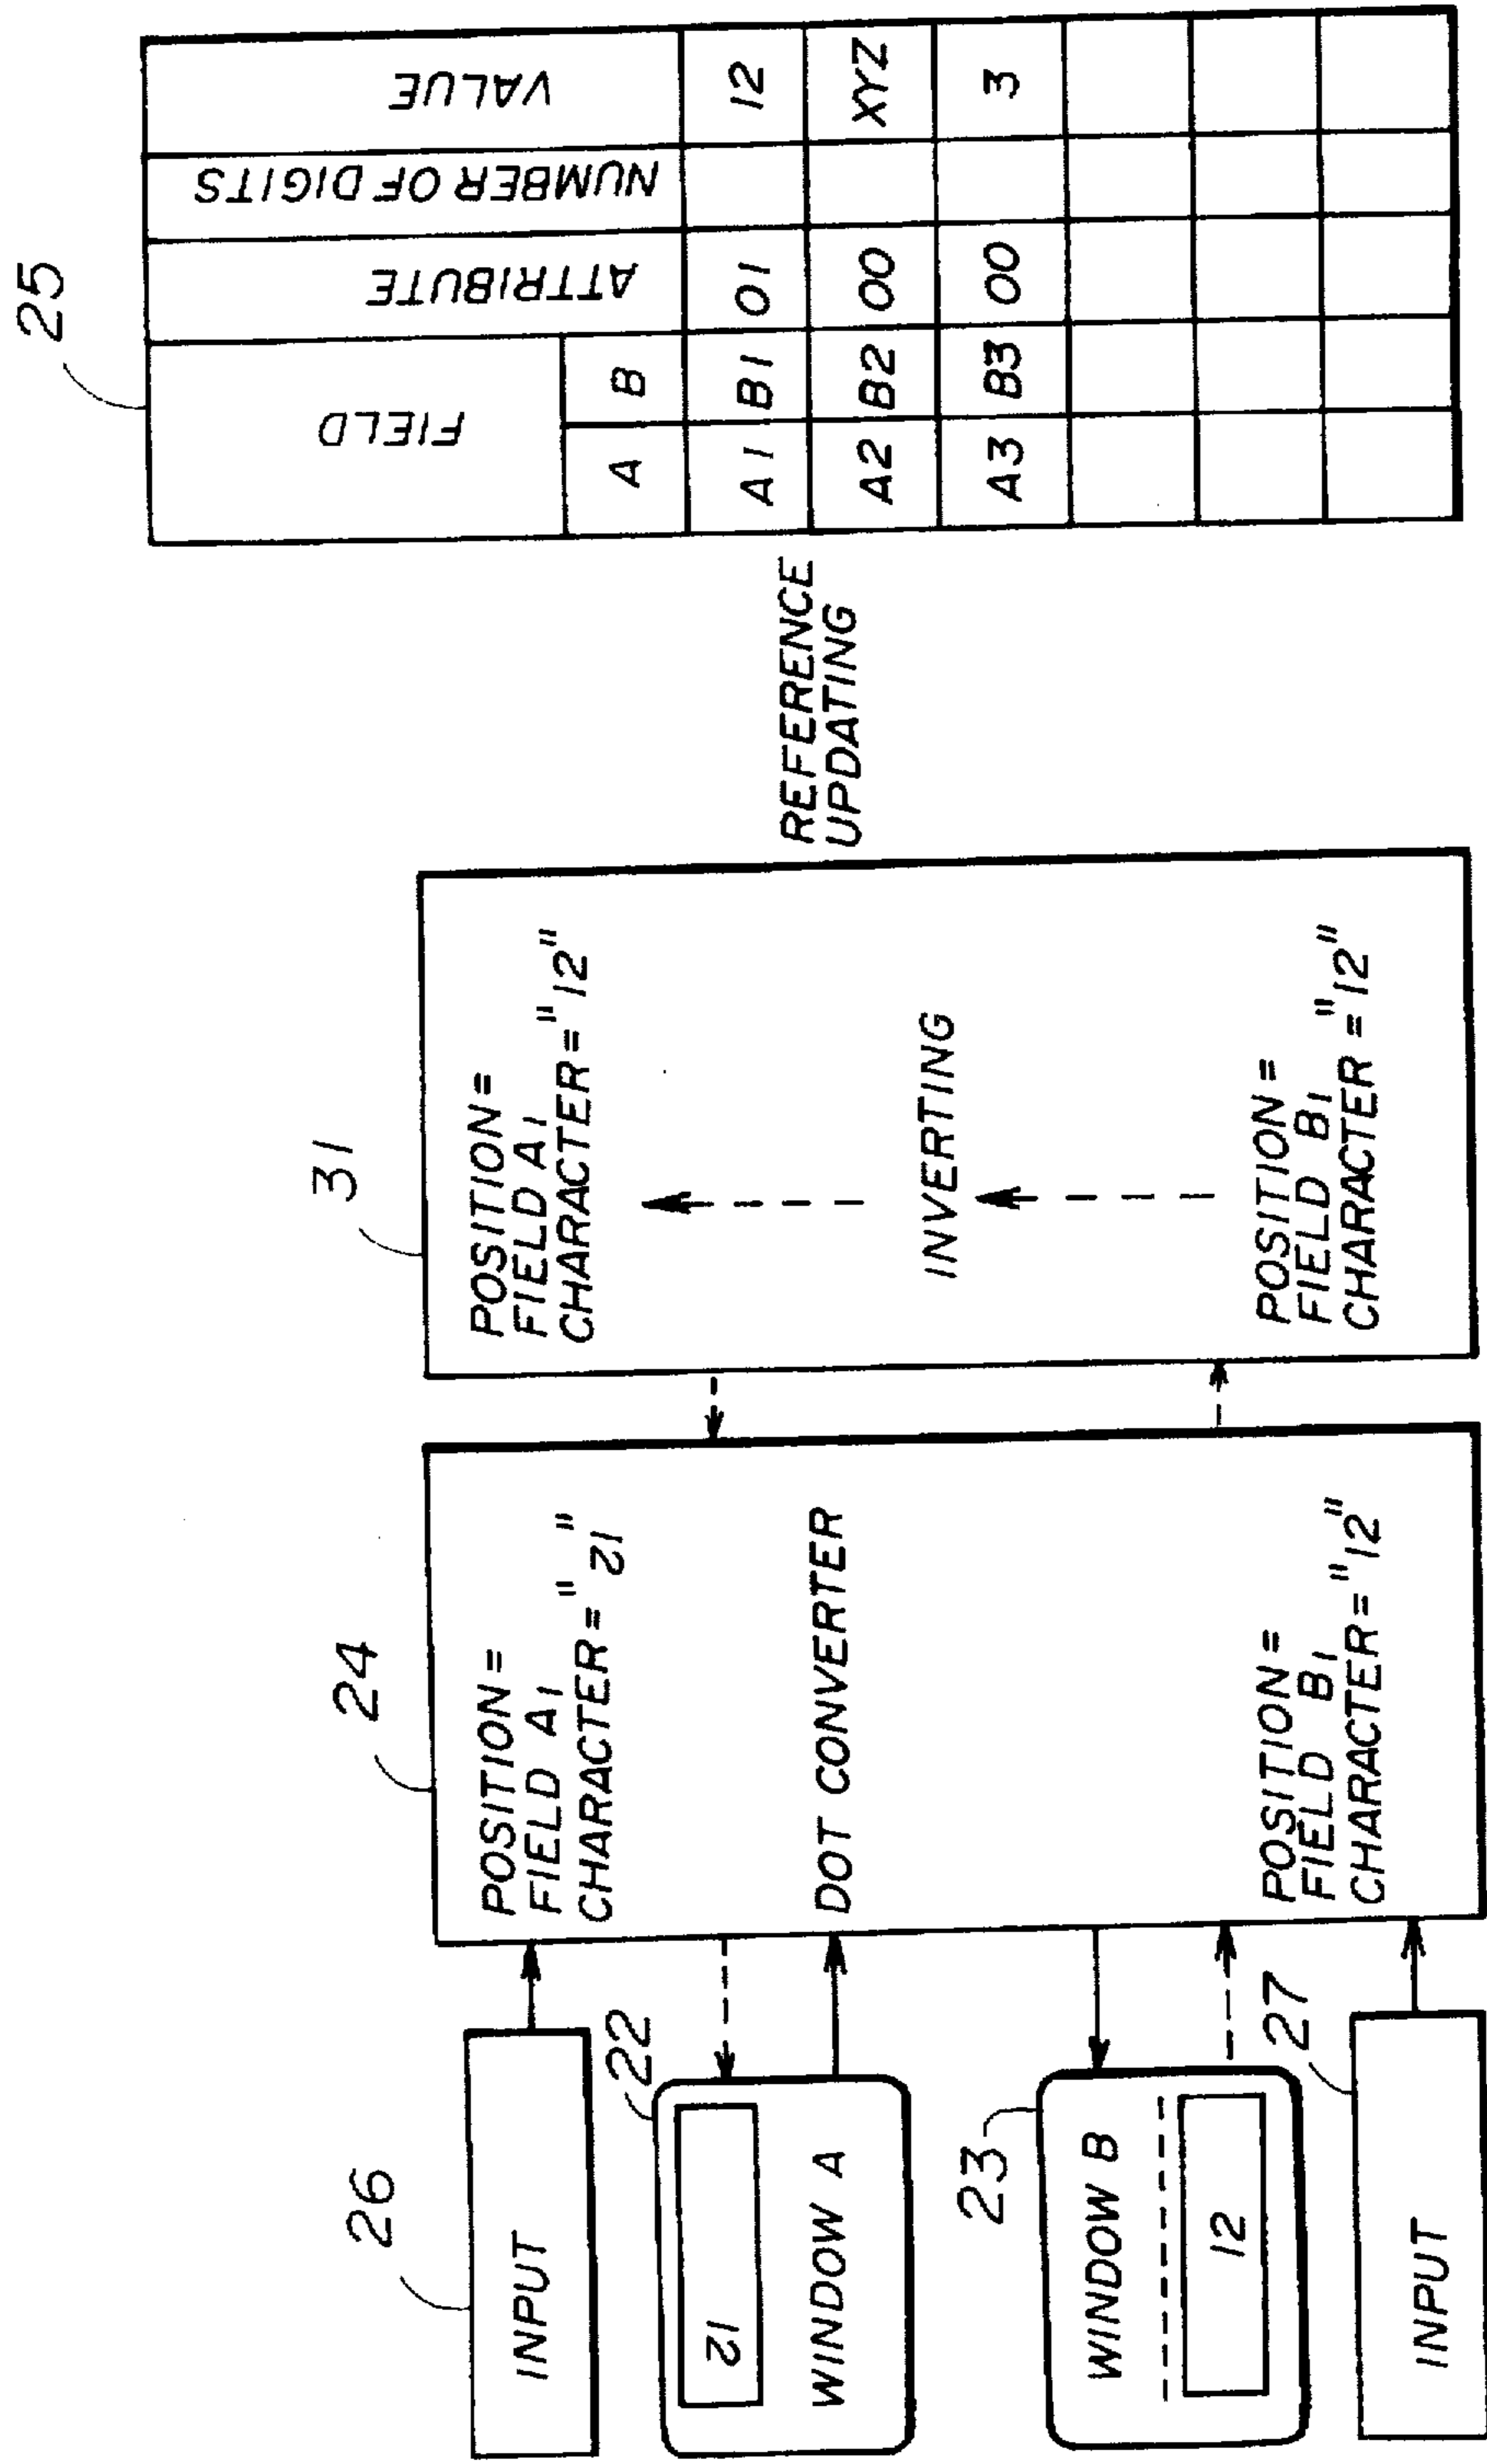 26
INPUT
22
12
WINDOW A
23
WINDOW B
12
27
INPUT
24
POSITION=
FIELD A1
CHARACTER="12"
DOT CONVERTER
POSITION=
FIELD B1
CHARACTER="12"
31
POSITION=
FIELD A1
CHARACTER="12"
INVERTING
POSITION=
FIELD B1
CHARACTER="12"
REFERENCE
UPDATING
25
FIELD ATTRIBUTE NUMBER OF DIGITS VALUE
A B
A1 B1 01 12
A2 B2 00 XYZ
A3 B3 00 3